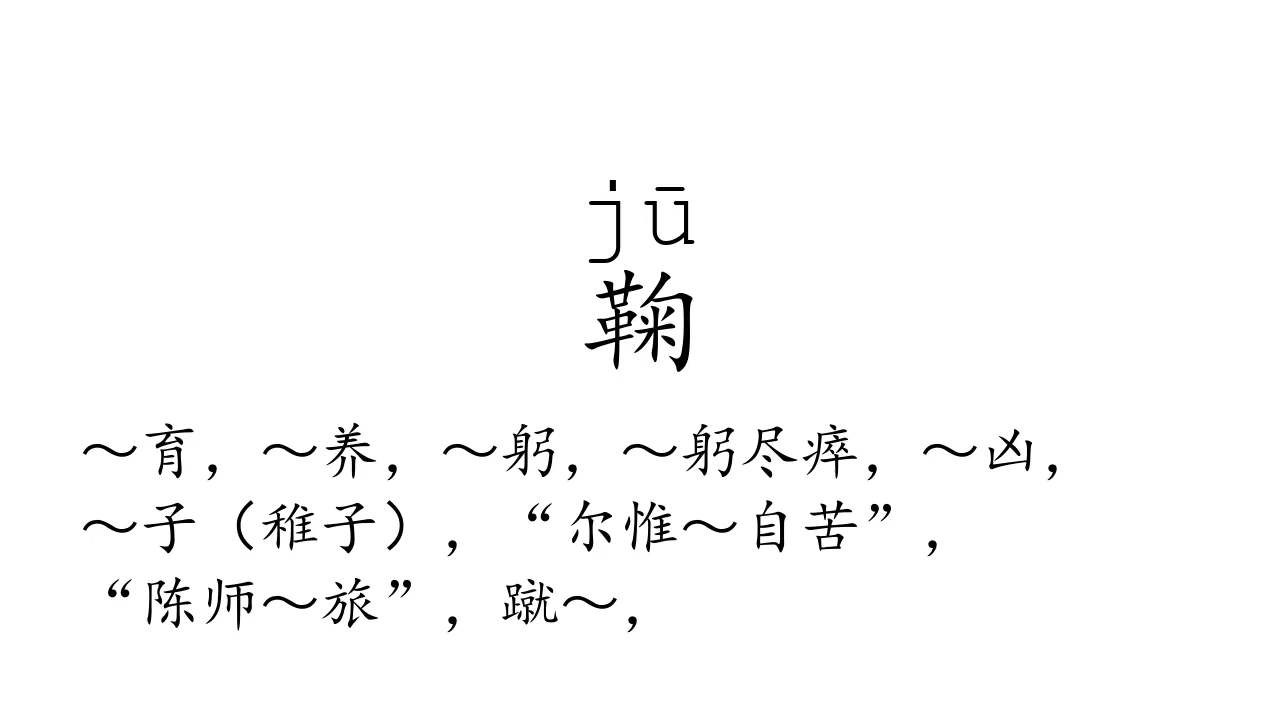 jū
鞠
～育，～养，～躬，～躬尽瘁，～凶，
～子（稚子），“尔惟～自苦”，
“陈师～旅”，蹴～，